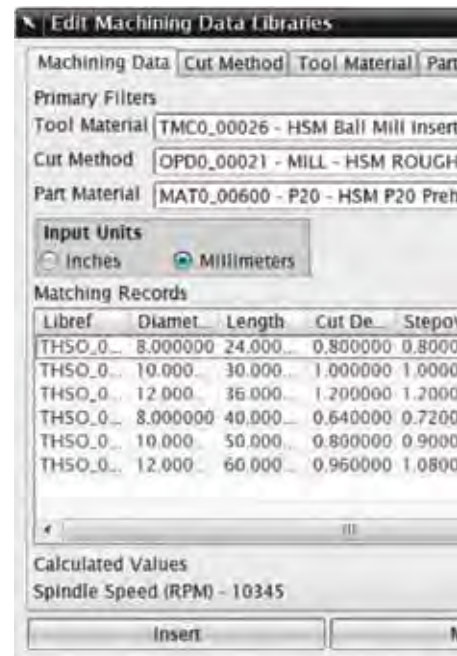 Edit Machining Data Libraries
Machining Data Cut Method Tool Material Part
Primary Filters
Tool Material TMC0_00026 - HSM Ball Mill Insert
Cut Method OPD0_00021 - MILL - HSM ROUGH
Part Material MAT0_00600 - P20 - HSM P20 Preh
Input Units
Inches Millimeters
Matching Records
Libref Diamet... Length Cut De... Stepov
THSO_0... 8.000000 24.000... 0.800000 0.8000
THSO_0... 10.000... 30.000... 1.000000 1.0000
THSO_0... 12.000... 36.000... 1.200000 1.2000
THSO_0... 8.000000 40.000... 0.640000 0.7200
THSO_0... 10.000... 50.000... 0.800000 0.9000
THSO_0... 12.000... 60.000... 0.960000 1.0800
Calculated Values
Spindle Speed (RPM) - 10345
Insert M